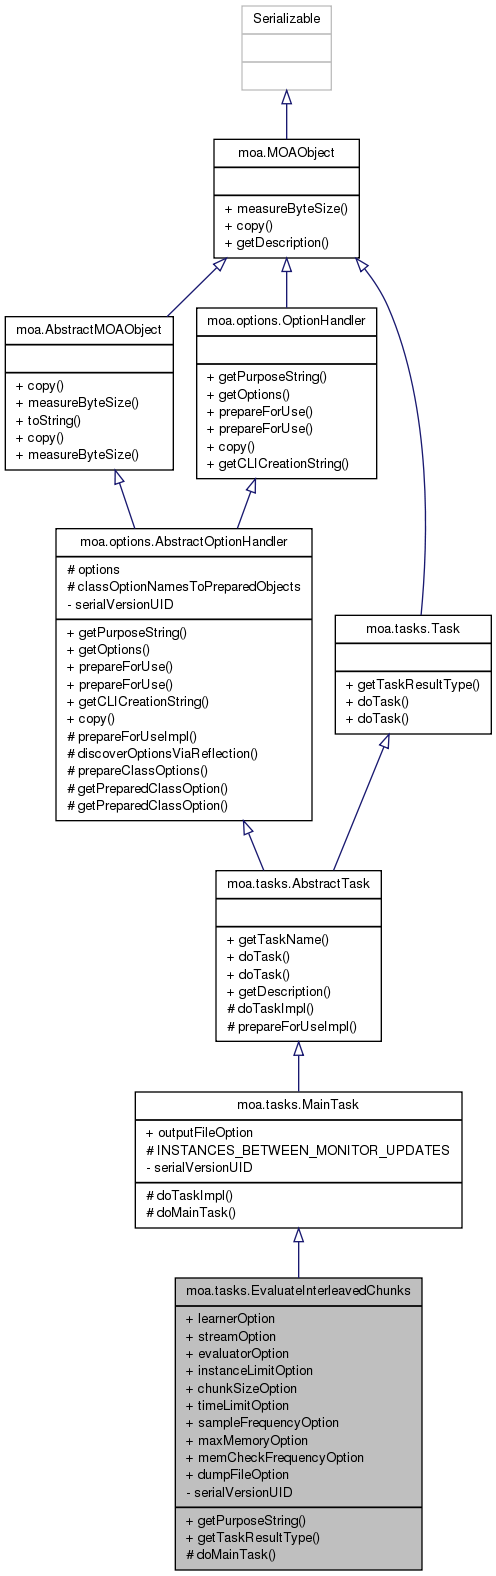 Serializable
moa.MOAObject
+ measureByteSize()
+ copy()
+ getDescription()
moa.AbstractMOAObject
+ copy()
+ measureByteSize()
+ toString()
+ copy()
+ measureByteSize()
moa.options.OptionHandler
+ getPurposeString()
+ getOptions()
+ prepareForUse()
+ prepareForUse()
+ copy()
+ getCLICreationString()
moa.options.AbstractOptionHandler
# options
# classOptionNamesToPreparedObjects
- serialVersionUID
+ getPurposeString()
+ getOptions()
+ prepareForUse()
+ prepareForUse()
+ getCLICreationString()
+ copy()
# prepareForUseImpl()
# discoverOptionsViaReflection()
# prepareClassOptions()
# getPreparedClassOption()
# getPreparedClassOption()
moa.tasks.Task
+ getTaskResultType()
+ doTask()
+ doTask()
moa.tasks.AbstractTask
+ getTaskName()
+ doTask()
+ doTask()
+ getDescription()
# doTaskImpl()
# prepareForUseImpl()
moa.tasks.MainTask
+ outputFileOption
# INSTANCES_BETWEEN_MONITOR_UPDATES
- serialVersionUID
# doTaskImpl()
# doMainTask()
moa.tasks.EvaluateInterleavedChunks
+ learnerOption
+ streamOption
+ evaluatorOption
+ instanceLimitOption
+ chunkSizeOption
+ timeLimitOption
+ sampleFrequencyOption
+ maxMemoryOption
+ memCheckFrequencyOption
+ dumpFileOption
- serialVersionUID
+ getPurposeString()
+ getTaskResultType()
# doMainTask()